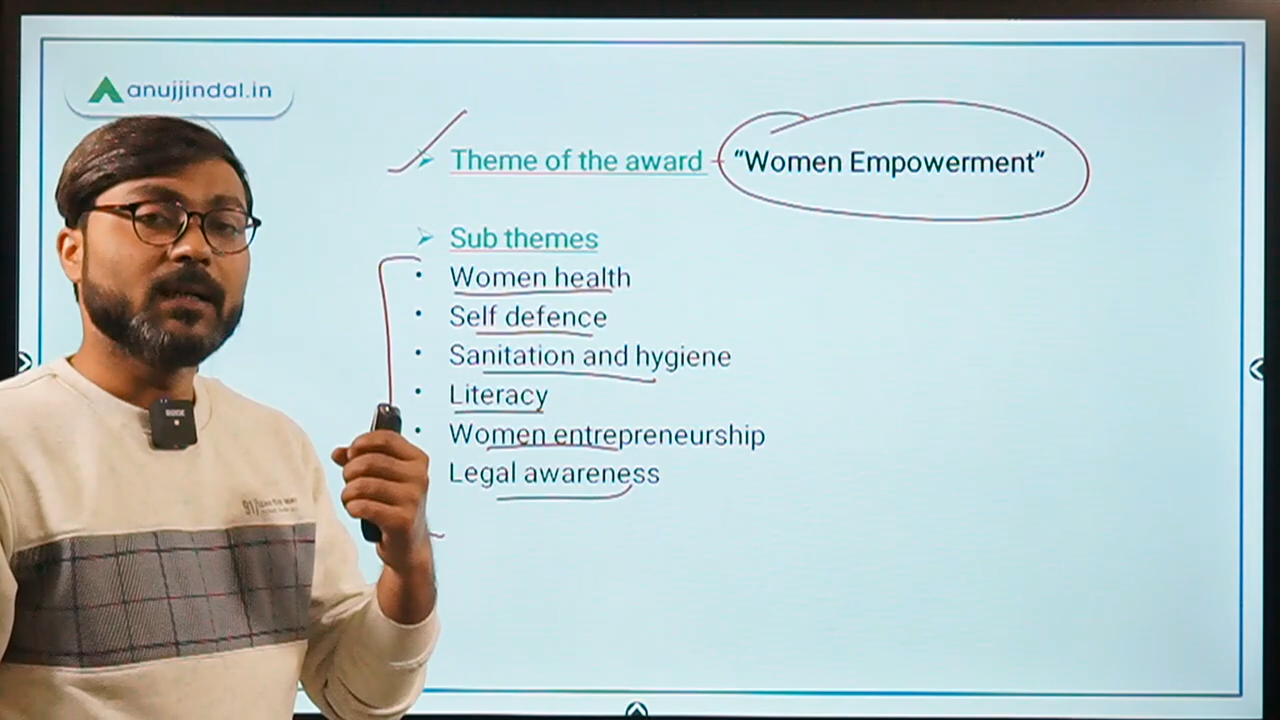 anujjindal.in
➢ Theme of the award - “Women Empowerment”
➢ Sub themes
• Women health
• Self defence
• Sanitation and hygiene
• Literacy
• Women entrepreneurship
Legal awareness